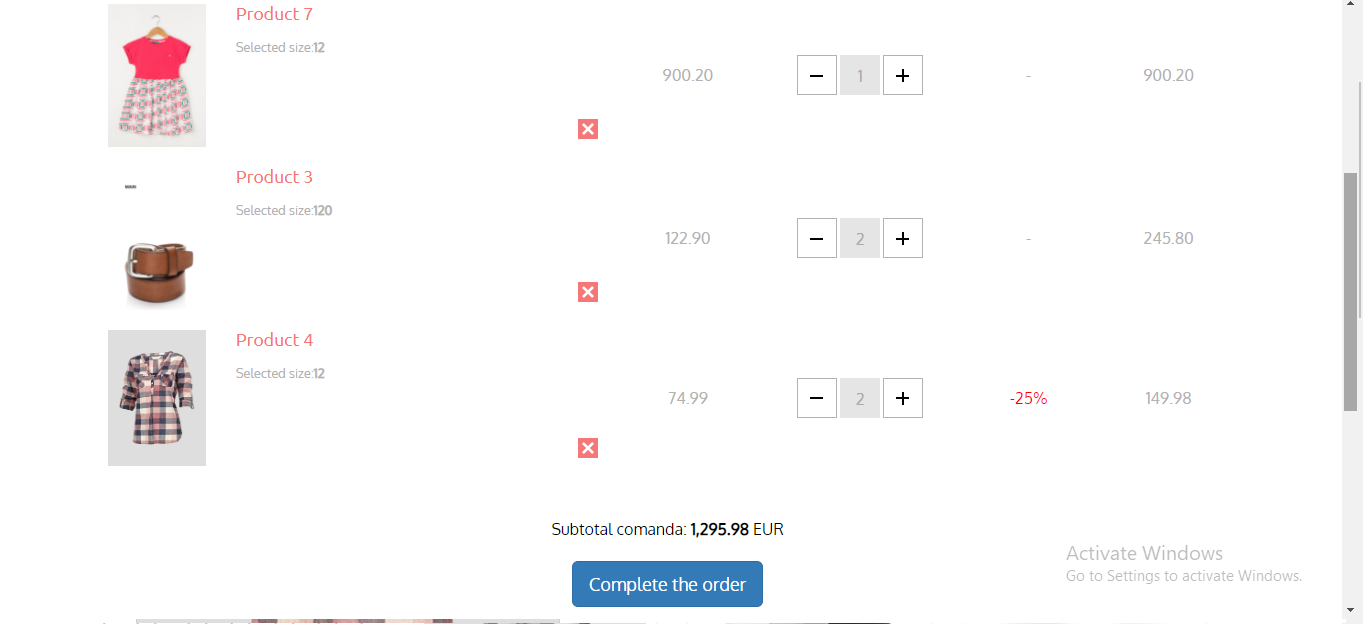 Product 7
Selected size:12
900.20 1 - 900.20
Product 3
Selected size:120
122.90 2 - 245.80
Product 4
Selected size:12
74.99 2 -25% 149.98
Subtotal comanda: 1,295.98 EUR
Complete the order
Activate Windows
Go to Settings to activate Windows.